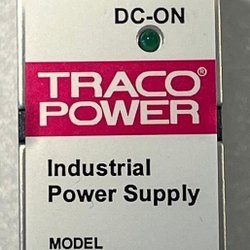 DC-ON
TRACO®
POWER
Industrial
Power Supply
MODEL